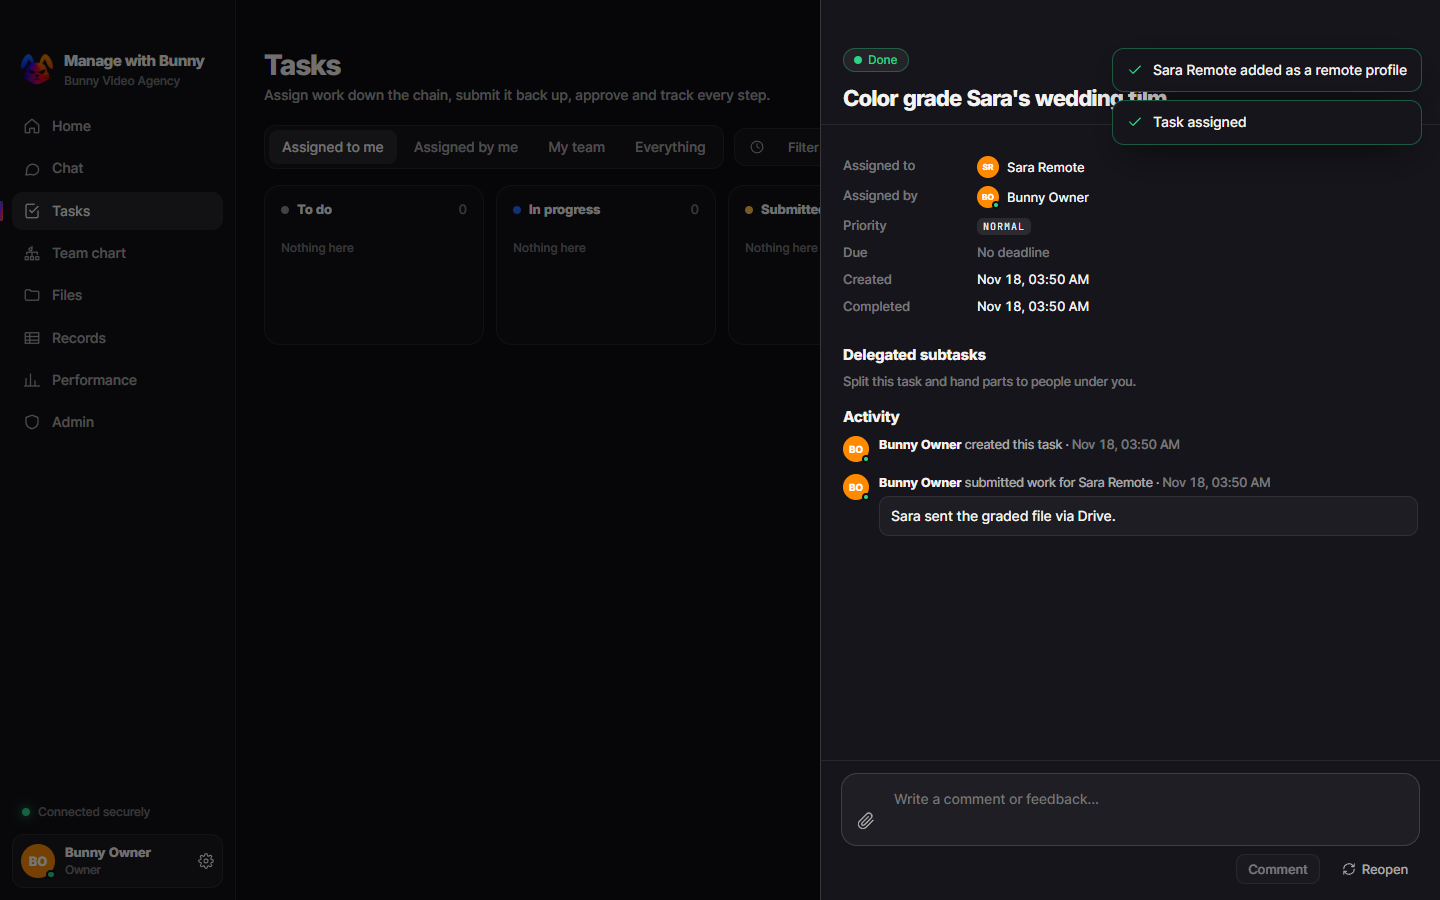 Manage with Bunny
Bunny Video Agency
Home
Chat
Tasks
Team chart
Files
Records
Performance
Admin
Connected securely
BO
Bunny Owner
Owner
Tasks
Assign work down the chain, submit it back up, approve and track every step.
Assigned to me
Assigned by me
My team
Everything
Filter
To do
0
Nothing here
In progress
0
Nothing here
Submitte
Nothing here
Done
Color grade Sara's wedding film
Sara Remote added as a remote profile
Task assigned
Assigned to
SR
Sara Remote
Assigned by
BO
Bunny Owner
Priority
NORMAL
Due
No deadline
Created
Nov 18, 03:50 AM
Completed
Nov 18, 03:50 AM
Delegated subtasks
Split this task and hand parts to people under you.
Activity
BO
Bunny Owner created this task · Nov 18, 03:50 AM
BO
Bunny Owner submitted work for Sara Remote · Nov 18, 03:50 AM
Sara sent the graded file via Drive.
Write a comment or feedback...
Comment
Reopen